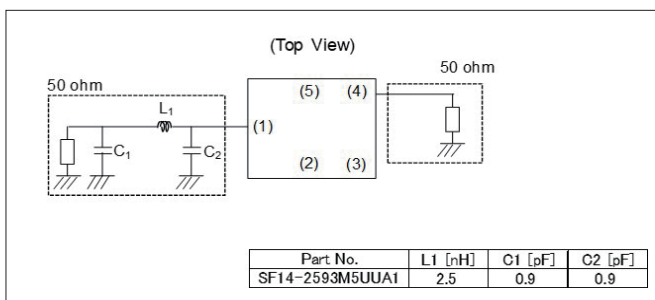 (Top View)
50 ohm
50 ohm
(5) (4)
L1
(1)
C1
C2
(2) (3)
Part No. L1 [nH] C1 [pF] C2 [pF]
SF14-2593M5UUA1 2.5 0.9 0.9